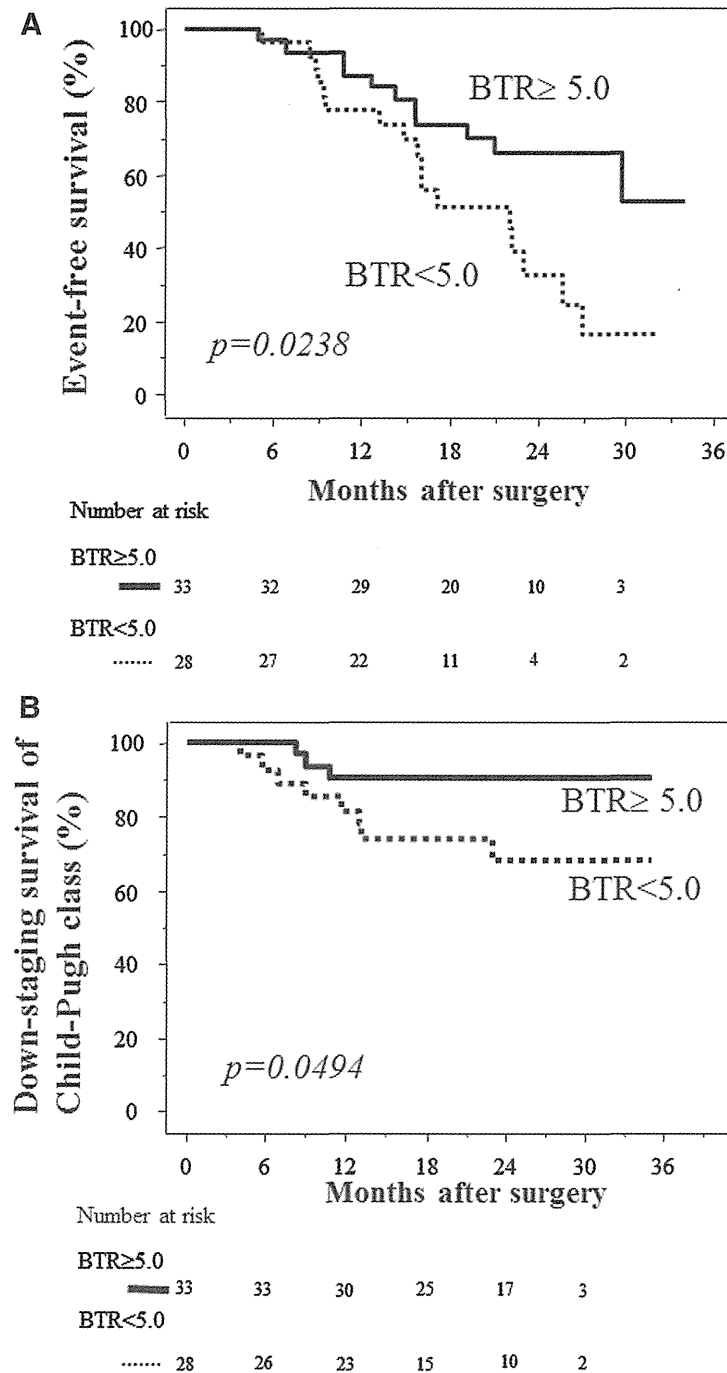 A
Event-free survival (%)
100
80
60
40
20
0
BTR≥ 5.0
BTR<5.0
p=0.0238
0 6 12 18 24 30 36
Months after surgery
Number at risk
BTR≥5.0
33 32 29 20 10 3
BTR<5.0
28 27 22 11 4 2
B
Down-staging survival of
Child-Pugh class (%)
100
80
60
40
20
0
BTR≥ 5.0
BTR<5.0
p=0.0494
0 6 12 18 24 30 36
Months after surgery
Number at risk
BTR≥5.0
33 33 30 25 17 3
BTR<5.0
28 26 23 15 10 2